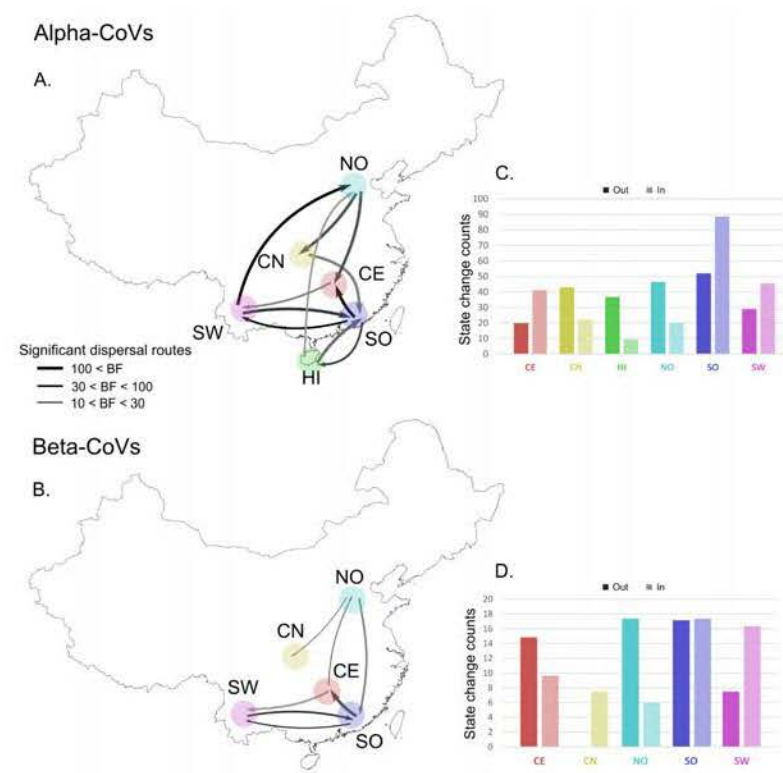 Alpha-CoVs
A.
NO
CN
CE
SW
SO
HI
Significant dispersal routes
100 < BF
30 < BF < 100
10 < BF < 30
C.
Out In
State change counts
100
90
80
70
60
50
40
30
20
10
0
CE CN HI NO SO SW
Beta-CoVs
B.
NO
CN
CE
SW
SO
D.
Out In
State change counts
20
18
16
14
12
10
8
6
4
2
0
CE CN NO SO SW